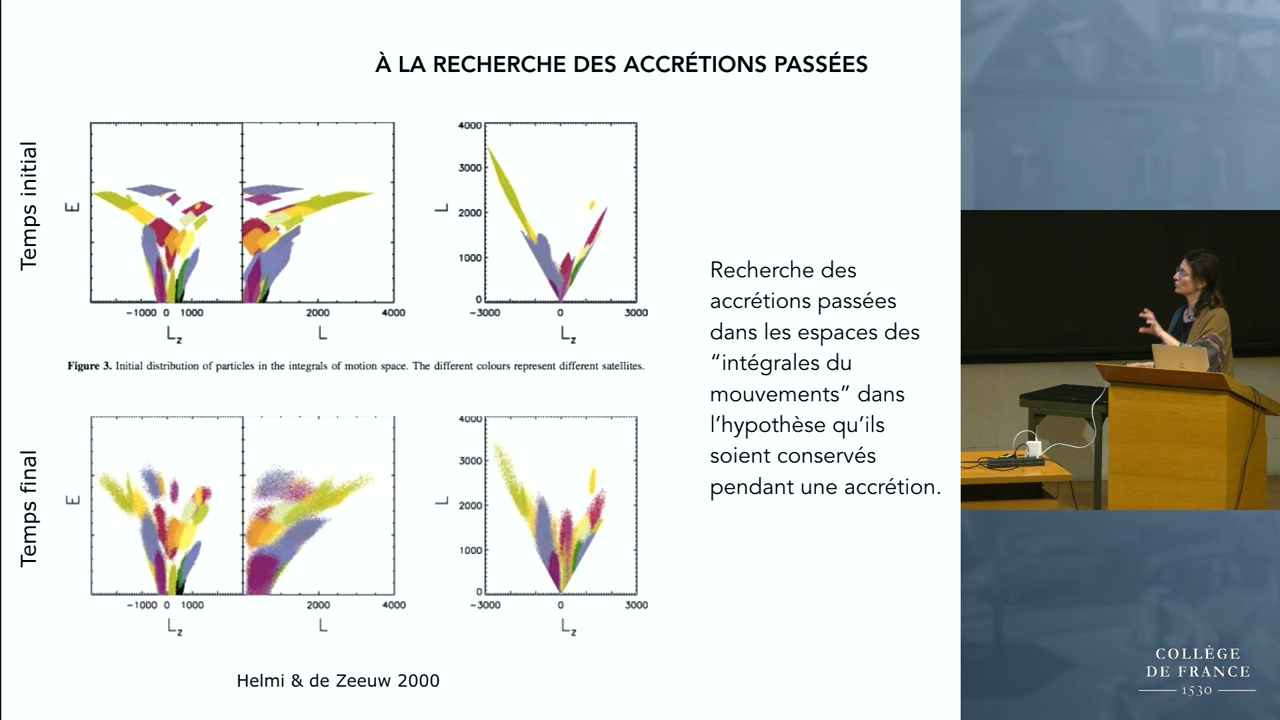 À LA RECHERCHE DES ACCRÉTIONS PASSÉES
Temps initial
E
-1000 0 1000
Lz
2000 4000
L
L
4000
3000
2000
1000
0
-3000 0 3000
Lz
Figure 3. Initial distribution of particles in the integrals of motion space. The different colours represent different satellites.
Temps final
E
-1000 0 1000
Lz
2000 4000
L
L
4000
3000
2000
1000
0
-3000 0 3000
Lz
Helmi & de Zeeuw 2000
Recherche des
accrétions passées
dans les espaces des
“intégrales du
mouvements” dans
l’hypothèse qu’ils
soient conservés
pendant une accrétion.
COLLÈGE
DE FRANCE
1530